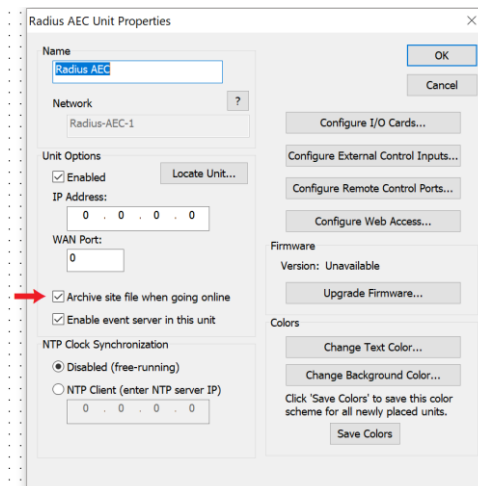 Radius AEC Unit Properties
Name
Radius AEC
Network
?
Radius-AEC-1
Unit Options
Enabled
Locate Unit...
IP Address:
0 . 0 . 0 . 0
WAN Port:
0
Archive site file when going online
Enable event server in this unit
NTP Clock Synchronization
Disabled (free-running)
NTP Client (enter NTP server IP)
0 . 0 . 0 . 0
OK
Cancel
Configure I/O Cards...
Configure External Control Inputs...
Configure Remote Control Ports...
Configure Web Access...
Firmware
Version: Unavailable
Upgrade Firmware...
Colors
Change Text Color...
Change Background Color...
Click 'Save Colors' to save this color
scheme for all newly placed units.
Save Colors